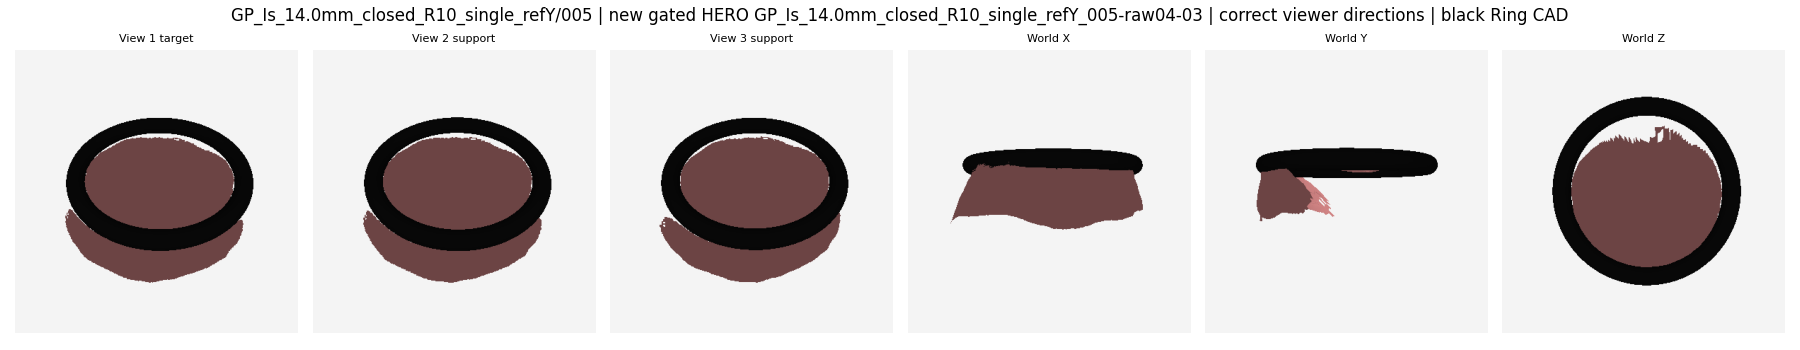 GP_Is_14.0mm_closed_R10_single_refY/005 | new gated HERO GP_Is_14.0mm_closed_R10_single_refY_005-raw04-03 | correct viewer directions | black Ring CAD
View 1 target
View 2 support
View 3 support
World X
World Y
World Z